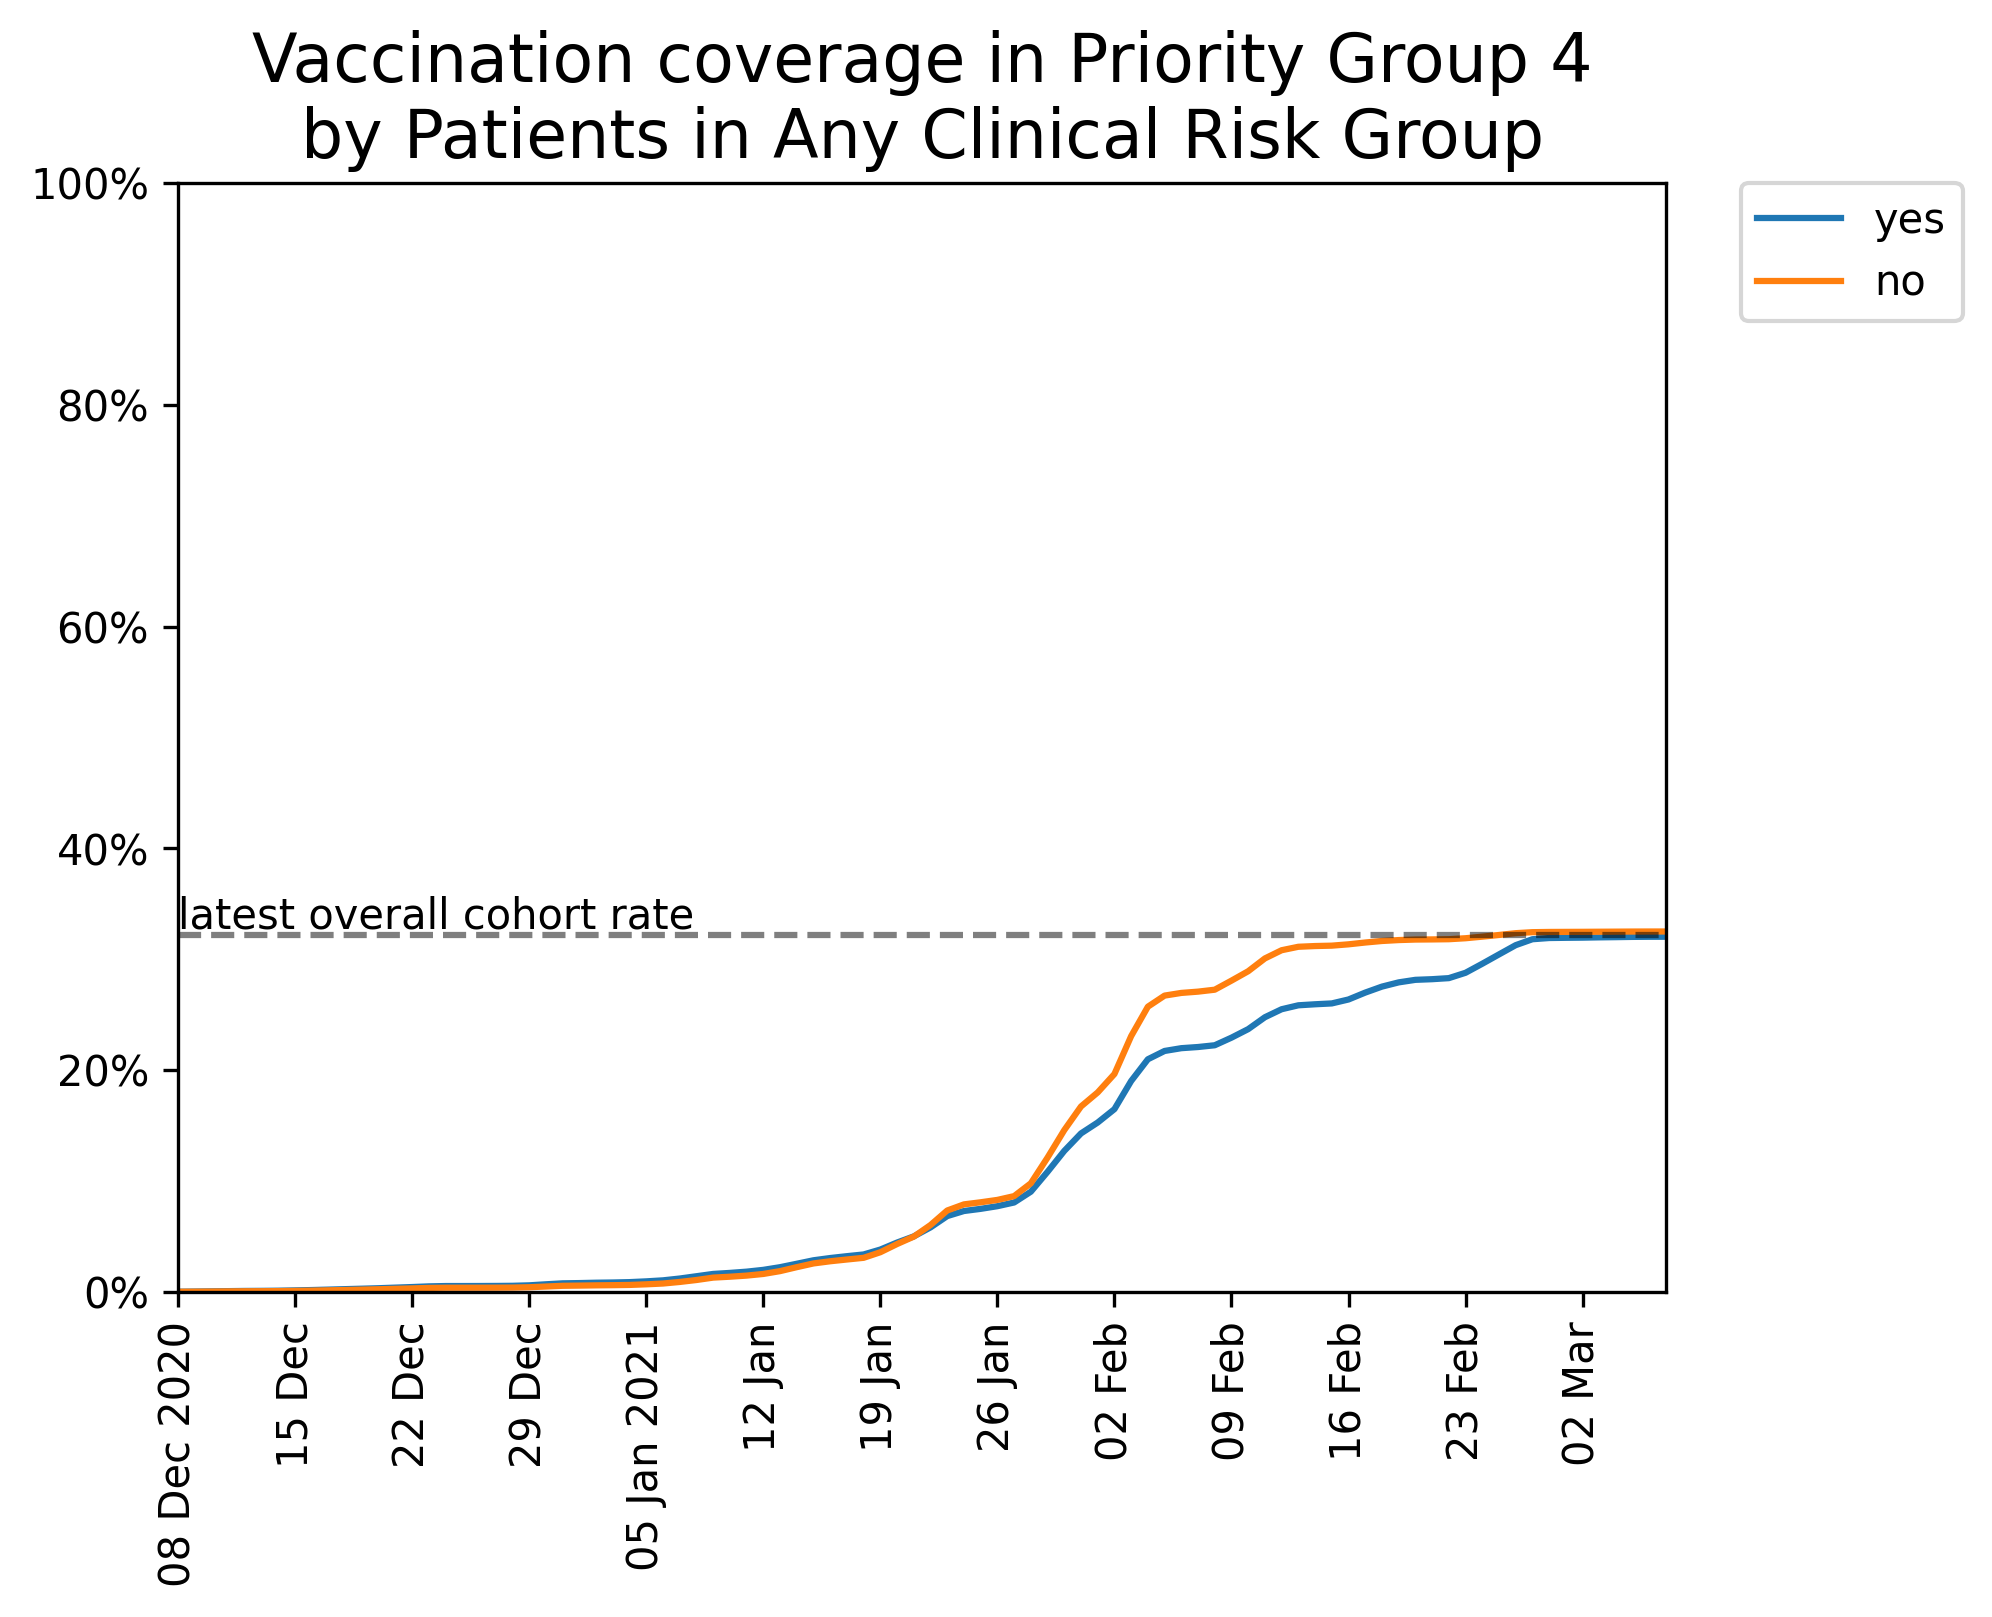 Vaccination coverage in Priority Group 4
by Patients in Any Clinical Risk Group
100%
80%
60%
40%
20%
0%
latest overall cohort rate
yes
no
08 Dec 2020
15 Dec
22 Dec
29 Dec
05 Jan 2021
12 Jan
19 Jan
26 Jan
02 Feb
09 Feb
16 Feb
23 Feb
02 Mar